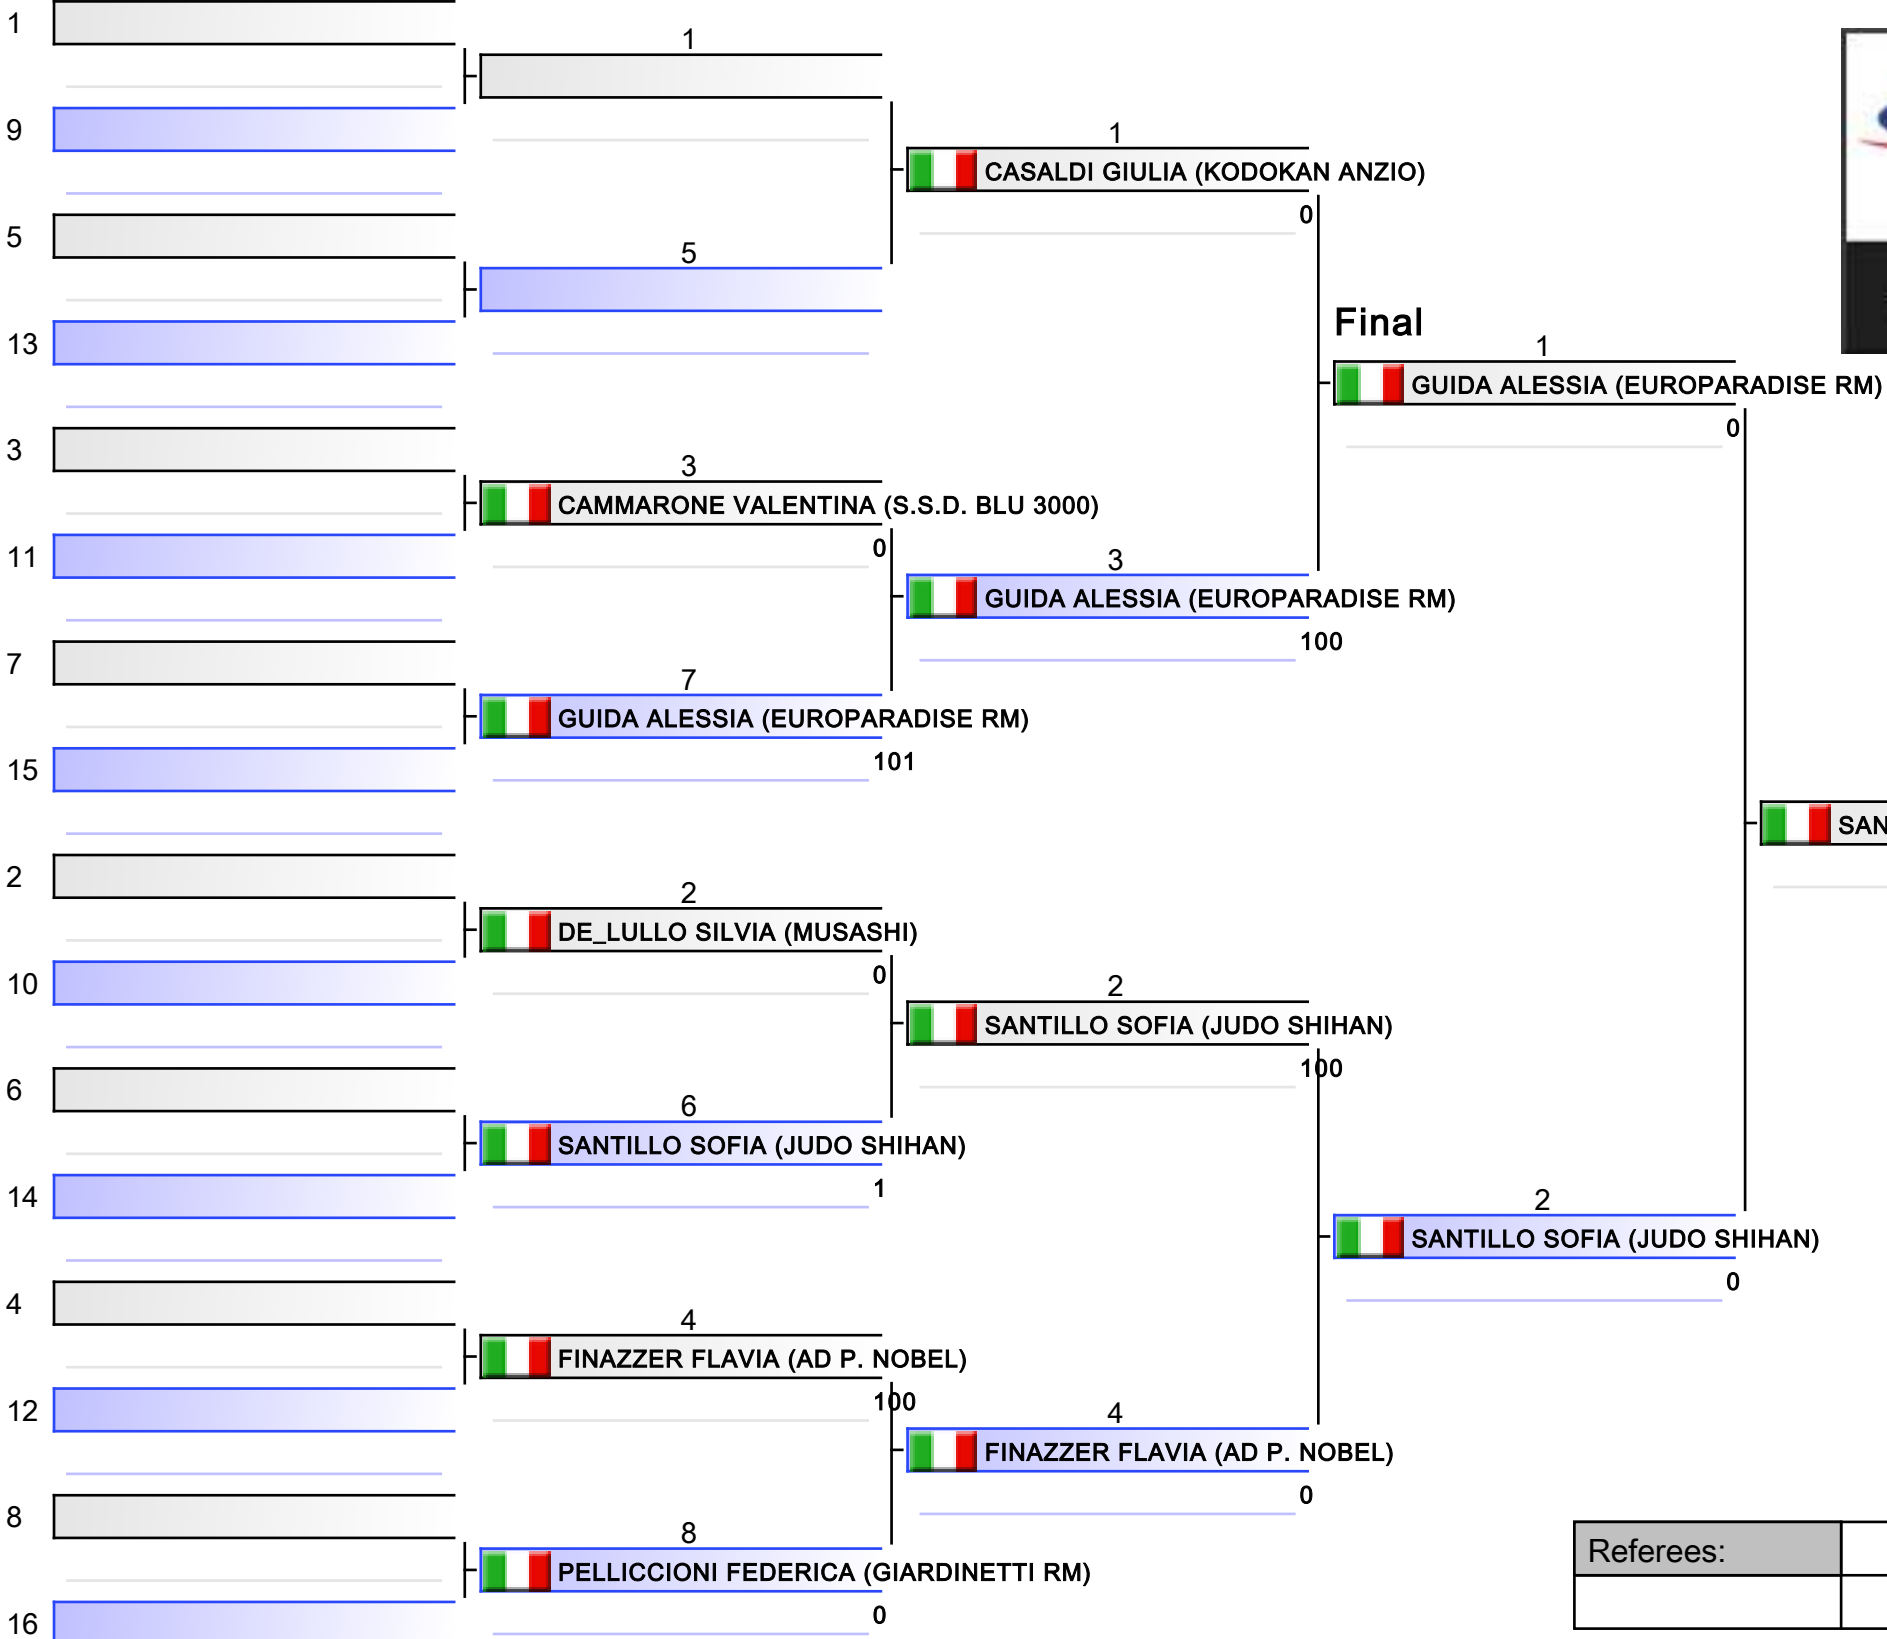 1
1
9
1
CASALDI GIULIA (KODOKAN ANZIO)
0
5
5
Final
13
1
GUIDA ALESSIA (EUROPARADISE RM)
0
3
3
CAMMARONE VALENTINA (S.S.D. BLU 3000)
0
11
3
GUIDA ALESSIA (EUROPARADISE RM)
100
7
7
GUIDA ALESSIA (EUROPARADISE RM)
101
15
SAN
2
2
DE_LULLO SILVIA (MUSASHI)
0
10
2
SANTILLO SOFIA (JUDO SHIHAN)
100
6
6
SANTILLO SOFIA (JUDO SHIHAN)
1
14
2
SANTILLO SOFIA (JUDO SHIHAN)
0
4
4
FINAZZER FLAVIA (AD P. NOBEL)
100
12
4
FINAZZER FLAVIA (AD P. NOBEL)
0
8
8
PELLICCIONI FEDERICA (GIARDINETTI RM)
0
16
Referees: